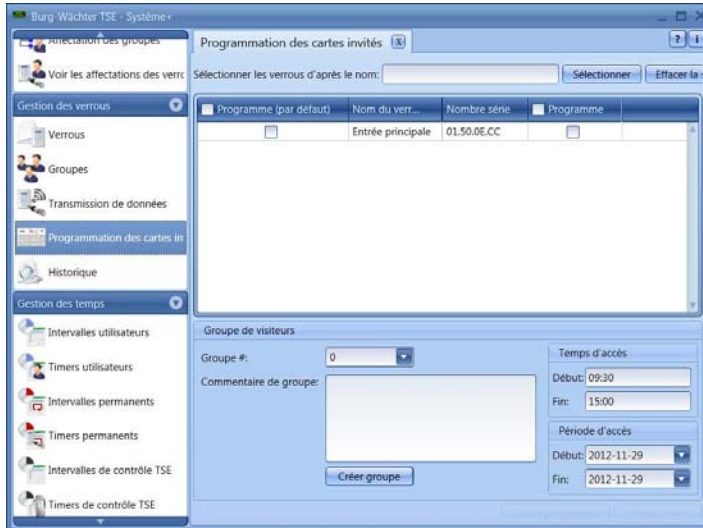 Burg-Wächter TSE - Système+
Affectation des groupes
Voir les affectations des verro
Gestion des verrous
Verrous
Groupes
Transmission de données
Programmation des cartes in
Historique
Gestion des temps
Intervalles utilisateurs
Timers utilisateurs
Intervalles permanents
Timers permanents
Intervalles de contrôle TSE
Timers de contrôle TSE
Programmation des cartes invités
Sélectionner les verrous d'après le nom:
Sélectionner
Effacer la s
Programme (par défaut) Nom du verr... Nombre série Programme
Entrée principale 01.50.0E.CC
Groupe de visiteurs
Groupe #: 0
Commentaire de groupe:
Créer groupe
Temps d'accès
Début: 09:30
Fin: 15:00
Période d'accès
Début: 2012-11-29
Fin: 2012-11-29